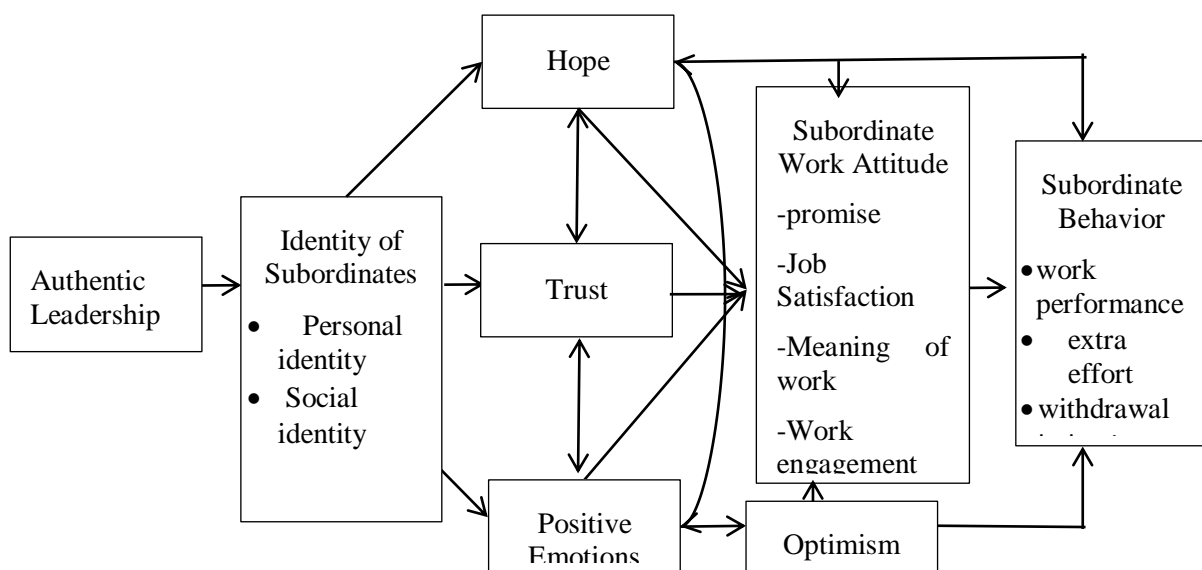 Authentic
Leadership
Identity of
Subordinates
• Personal
identity
• Social
identity
Hope
Trust
Positive
Emotions
Subordinate
Work Attitude
-promise
-Job
Satisfaction
-Meaning of
work
-Work
engagement
Optimism
Subordinate
Behavior
• work
performance
• extra
effort
• withdrawal